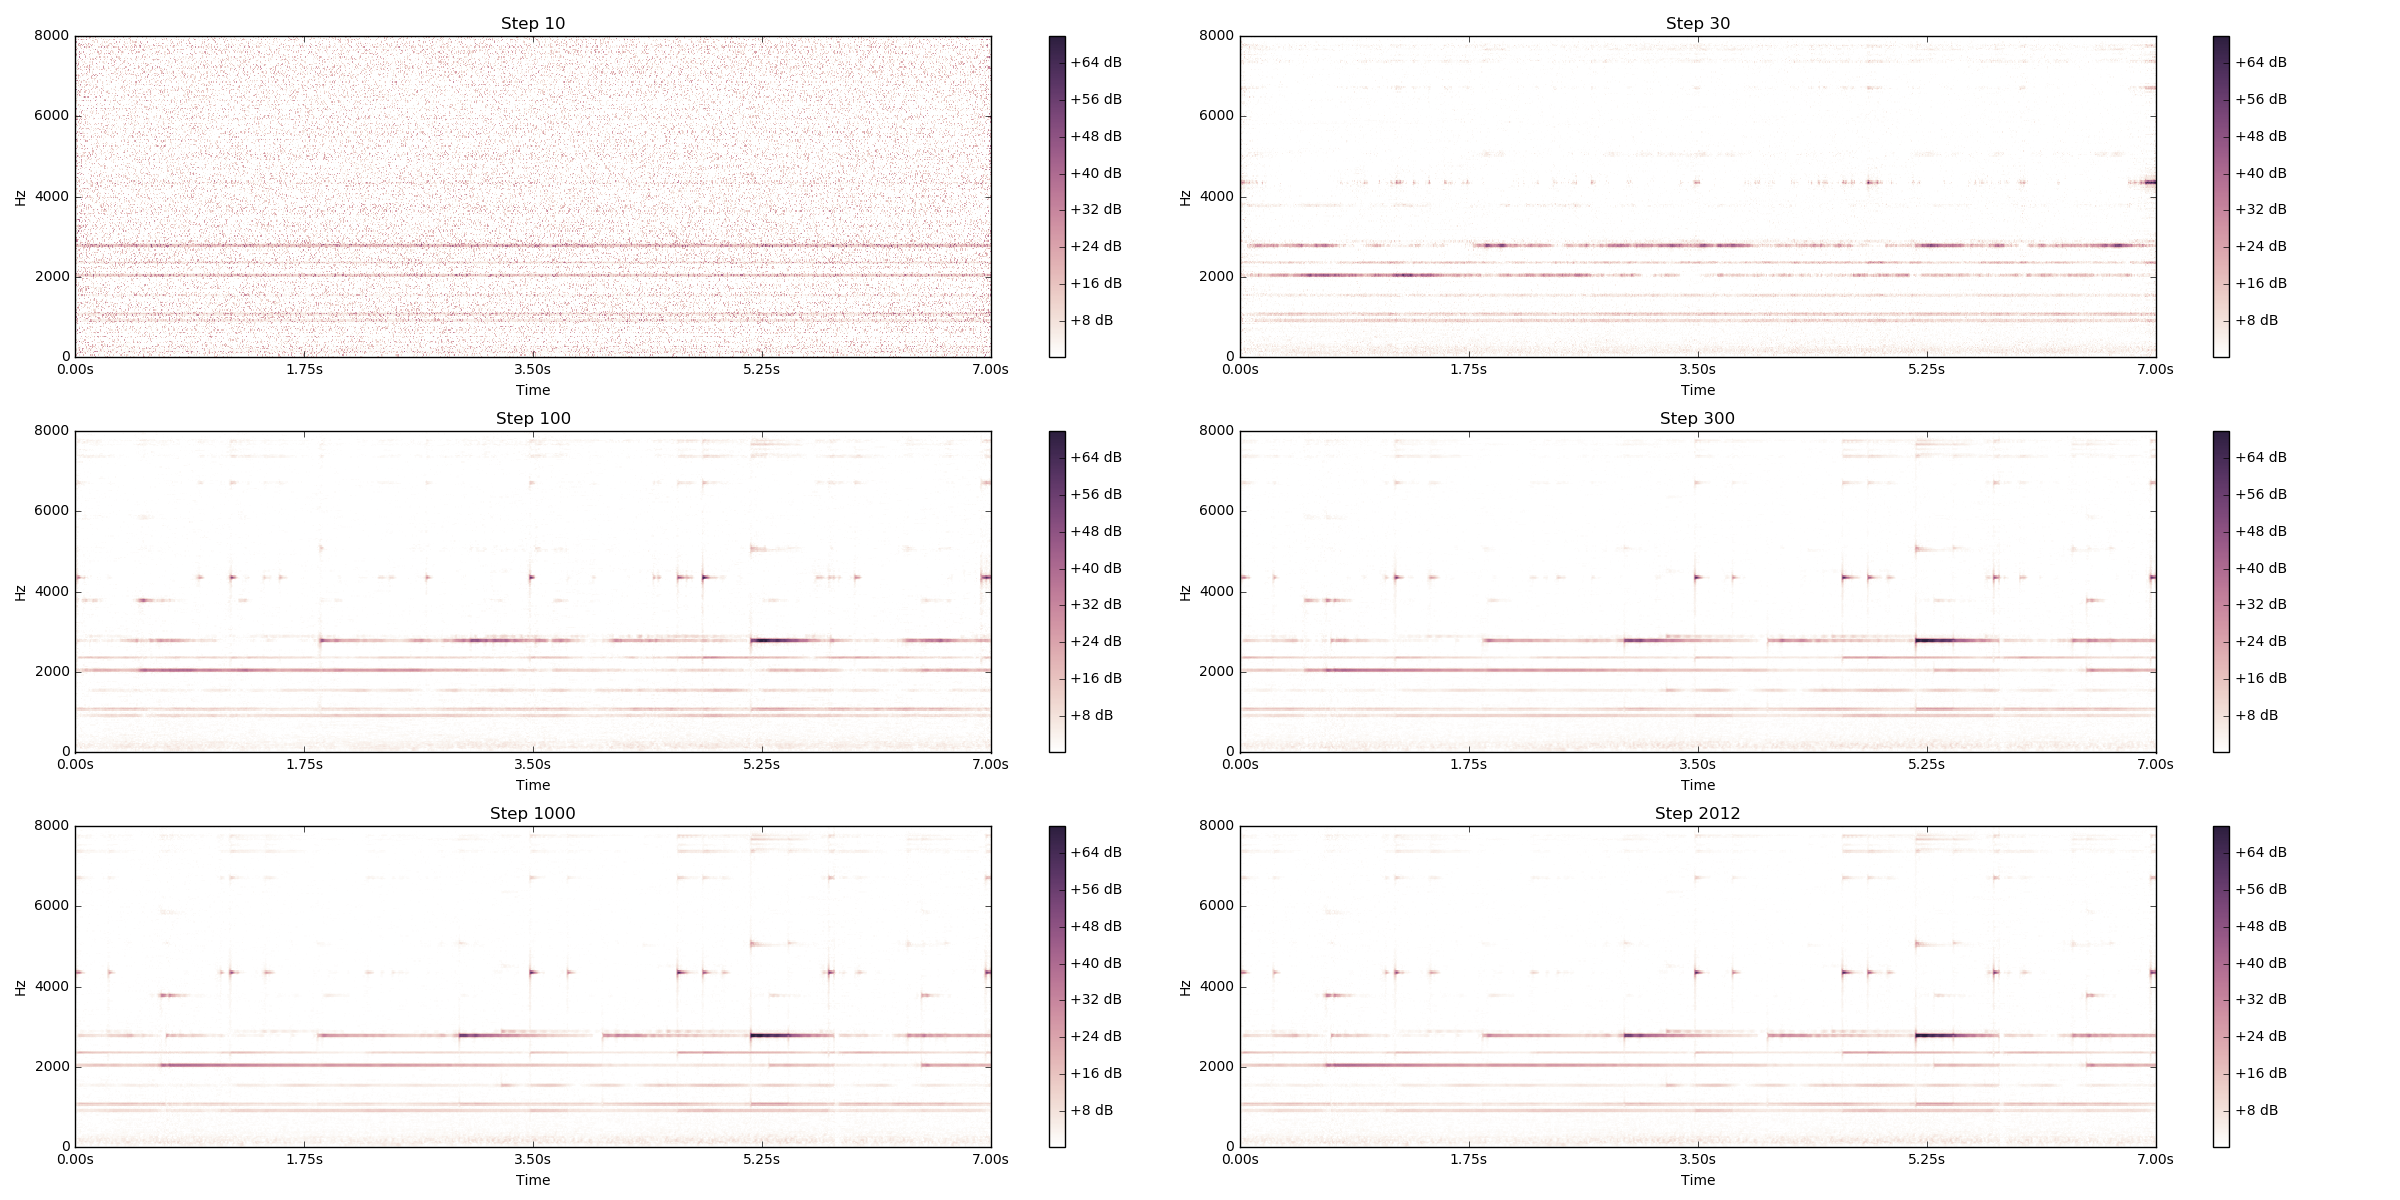 Step 10
8000
6000
4000
2000
0
Hz
0.00s 1.75s 3.50s 5.25s 7.00s
Time
+64 dB
+56 dB
+48 dB
+40 dB
+32 dB
+24 dB
+16 dB
+8 dB
Step 30
8000
6000
4000
2000
0
Hz
0.00s 1.75s 3.50s 5.25s 7.00s
Time
+64 dB
+56 dB
+48 dB
+40 dB
+32 dB
+24 dB
+16 dB
+8 dB
Step 100
8000
6000
4000
2000
0
Hz
0.00s 1.75s 3.50s 5.25s 7.00s
Time
+64 dB
+56 dB
+48 dB
+40 dB
+32 dB
+24 dB
+16 dB
+8 dB
Step 300
8000
6000
4000
2000
0
Hz
0.00s 1.75s 3.50s 5.25s 7.00s
Time
+64 dB
+56 dB
+48 dB
+40 dB
+32 dB
+24 dB
+16 dB
+8 dB
Step 1000
8000
6000
4000
2000
0
Hz
0.00s 1.75s 3.50s 5.25s 7.00s
Time
+64 dB
+56 dB
+48 dB
+40 dB
+32 dB
+24 dB
+16 dB
+8 dB
Step 2012
8000
6000
4000
2000
0
Hz
0.00s 1.75s 3.50s 5.25s 7.00s
Time
+64 dB
+56 dB
+48 dB
+40 dB
+32 dB
+24 dB
+16 dB
+8 dB